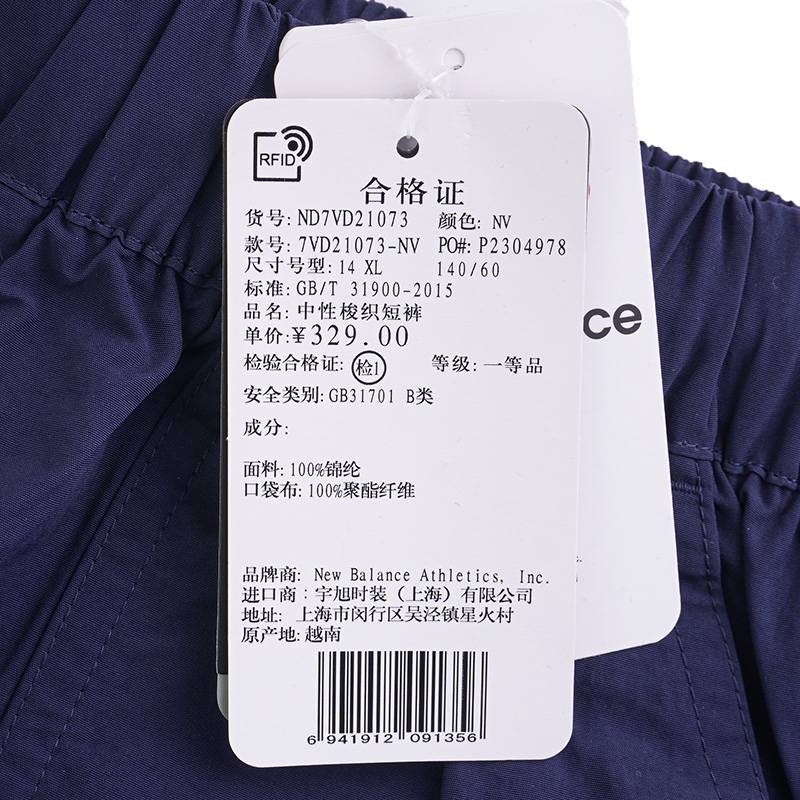 RFID
合格证
货号: ND7VD21073 颜色: NV
款号: 7VD21073-NV PO#: P2304978
尺寸号型: 14 XL 140/60
标准: GB/T 31900-2015
品名: 中性梭织短裤
单价: ¥329.00
检验合格证: 检1 等级: 一等品
安全类别: GB31701 B类
成分:
面料: 100%锦纶
口袋布: 100%聚酯纤维
品牌商: New Balance Athletics, Inc.
进口商: 宇旭时装（上海）有限公司
地址: 上海市闵行区吴泾镇星火村
原产地: 越南
6 941912 091356
ce